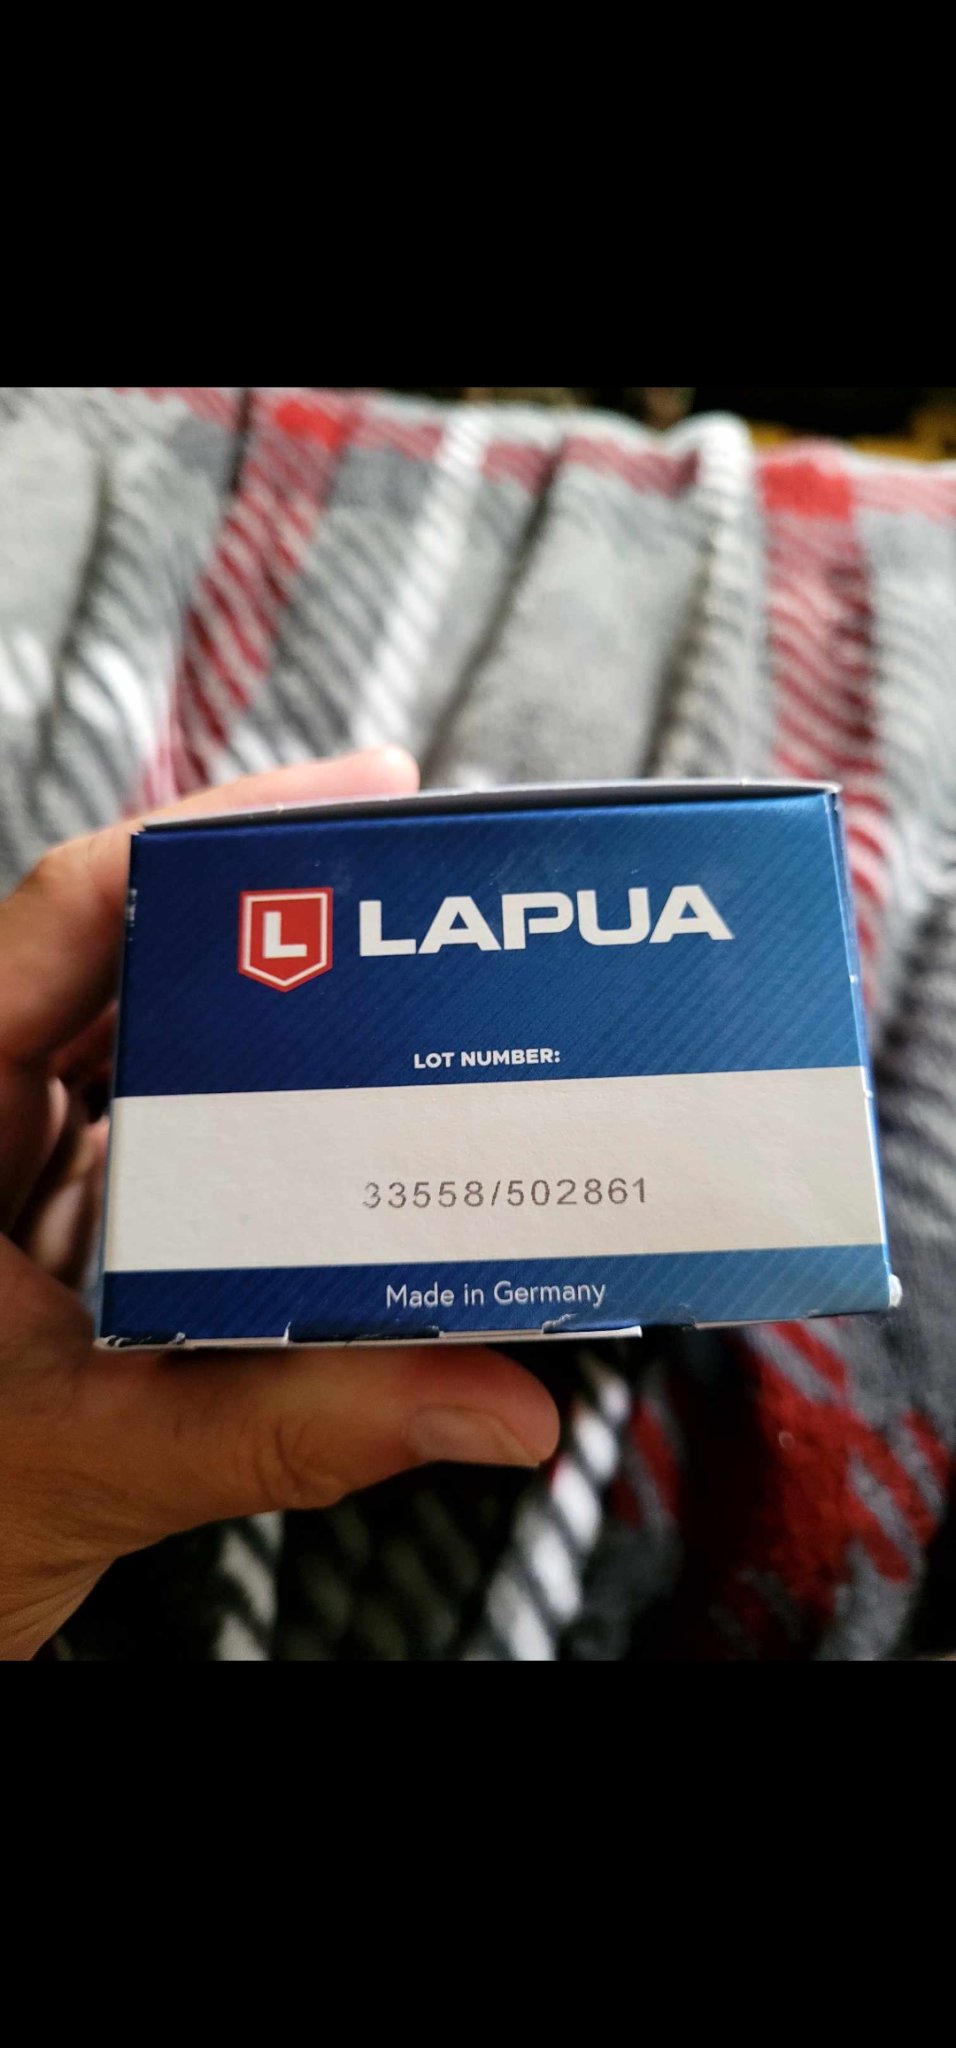 L LAPUA
LOT NUMBER:
33558/502861
Made in Germany